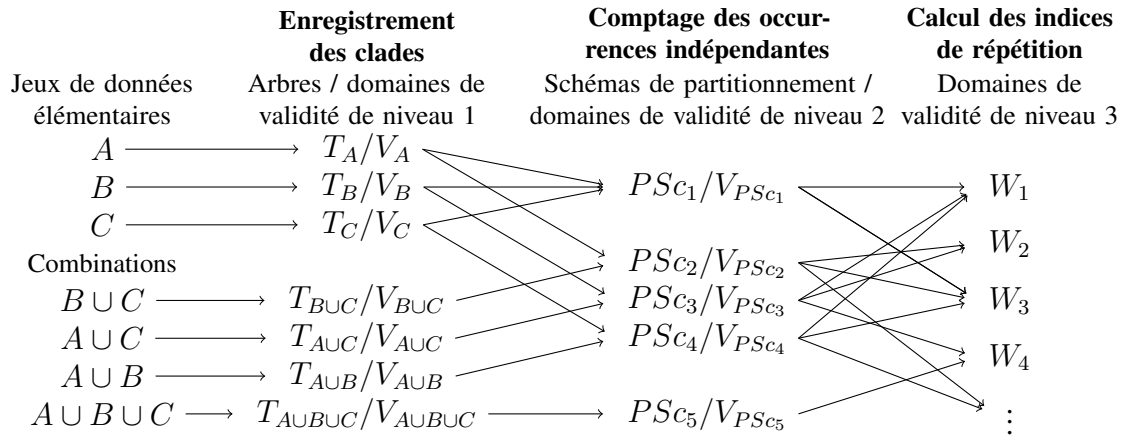 Enregistrement Comptage des occur- Calcul des indices
des clades rences indépendantes de répétition
Jeux de données Arbres / domaines de Schémas de partitionnement / Domaines de
élémentaires validité de niveau 1 domaines de validité de niveau 2 validité de niveau 3
A T_A/V_A
B T_B/V_B PSc_1/V_{PSc_1} W_1
C T_C/V_C
W_2
Combinations PSc_2/V_{PSc_2}
B ∪ C T_{B∪C}/V_{B∪C} PSc_3/V_{PSc_3} W_3
A ∪ C T_{A∪C}/V_{A∪C} PSc_4/V_{PSc_4}
W_4
A ∪ B T_{A∪B}/V_{A∪B}
A ∪ B ∪ C T_{A∪B∪C}/V_{A∪B∪C} PSc_5/V_{PSc_5} ⋮